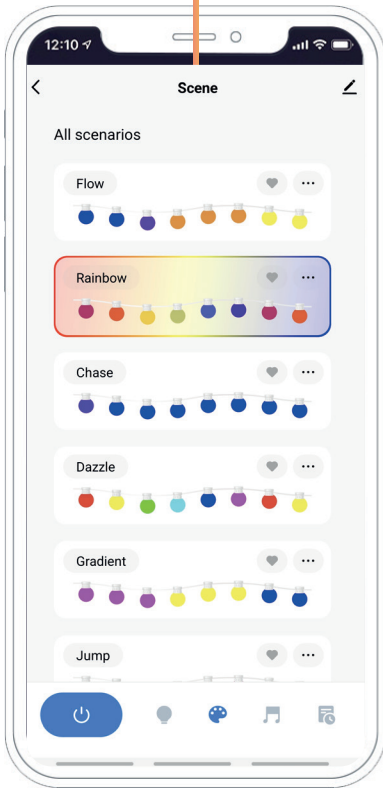 12:10
Scene
All scenarios
Flow
Rainbow
Chase
Dazzle
Gradient
Jump